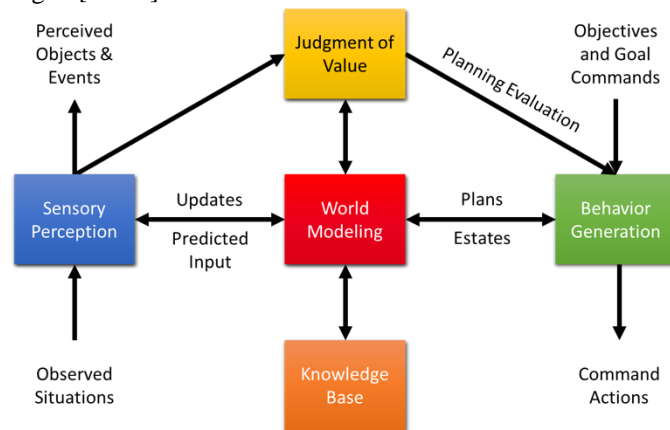 Perceived
Objects &
Events
Judgment of
Value
Objectives
and Goal
Commands
Planning Evaluation
Sensory
Perception
Updates
Predicted
Input
World
Modeling
Plans
Estates
Behavior
Generation
Observed
Situations
Knowledge
Base
Command
Actions